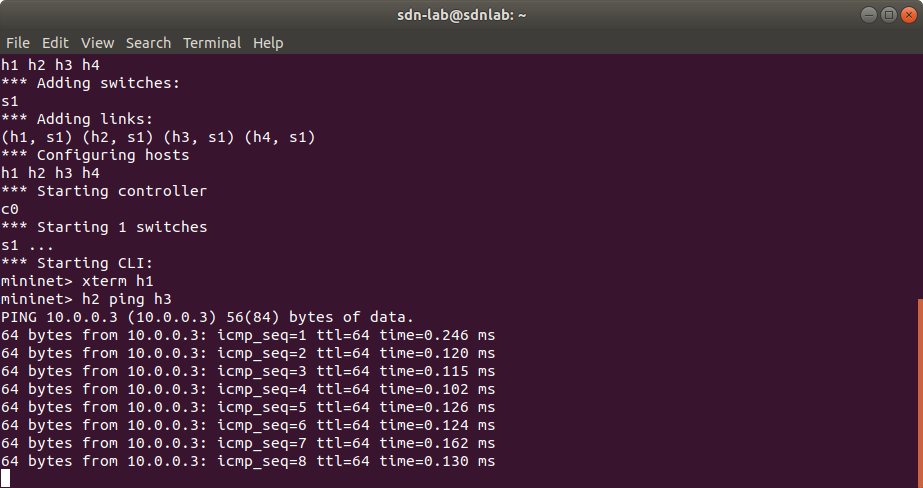 sdn-lab@sdnlab: ~
File Edit View Search Terminal Help
h1 h2 h3 h4
*** Adding switches:
s1
*** Adding links:
(h1, s1) (h2, s1) (h3, s1) (h4, s1)
*** Configuring hosts
h1 h2 h3 h4
*** Starting controller
c0
*** Starting 1 switches
s1 ...
*** Starting CLI:
mininet> xterm h1
mininet> h2 ping h3
PING 10.0.0.3 (10.0.0.3) 56(84) bytes of data.
64 bytes from 10.0.0.3: icmp_seq=1 ttl=64 time=0.246 ms
64 bytes from 10.0.0.3: icmp_seq=2 ttl=64 time=0.120 ms
64 bytes from 10.0.0.3: icmp_seq=3 ttl=64 time=0.115 ms
64 bytes from 10.0.0.3: icmp_seq=4 ttl=64 time=0.102 ms
64 bytes from 10.0.0.3: icmp_seq=5 ttl=64 time=0.126 ms
64 bytes from 10.0.0.3: icmp_seq=6 ttl=64 time=0.124 ms
64 bytes from 10.0.0.3: icmp_seq=7 ttl=64 time=0.162 ms
64 bytes from 10.0.0.3: icmp_seq=8 ttl=64 time=0.130 ms